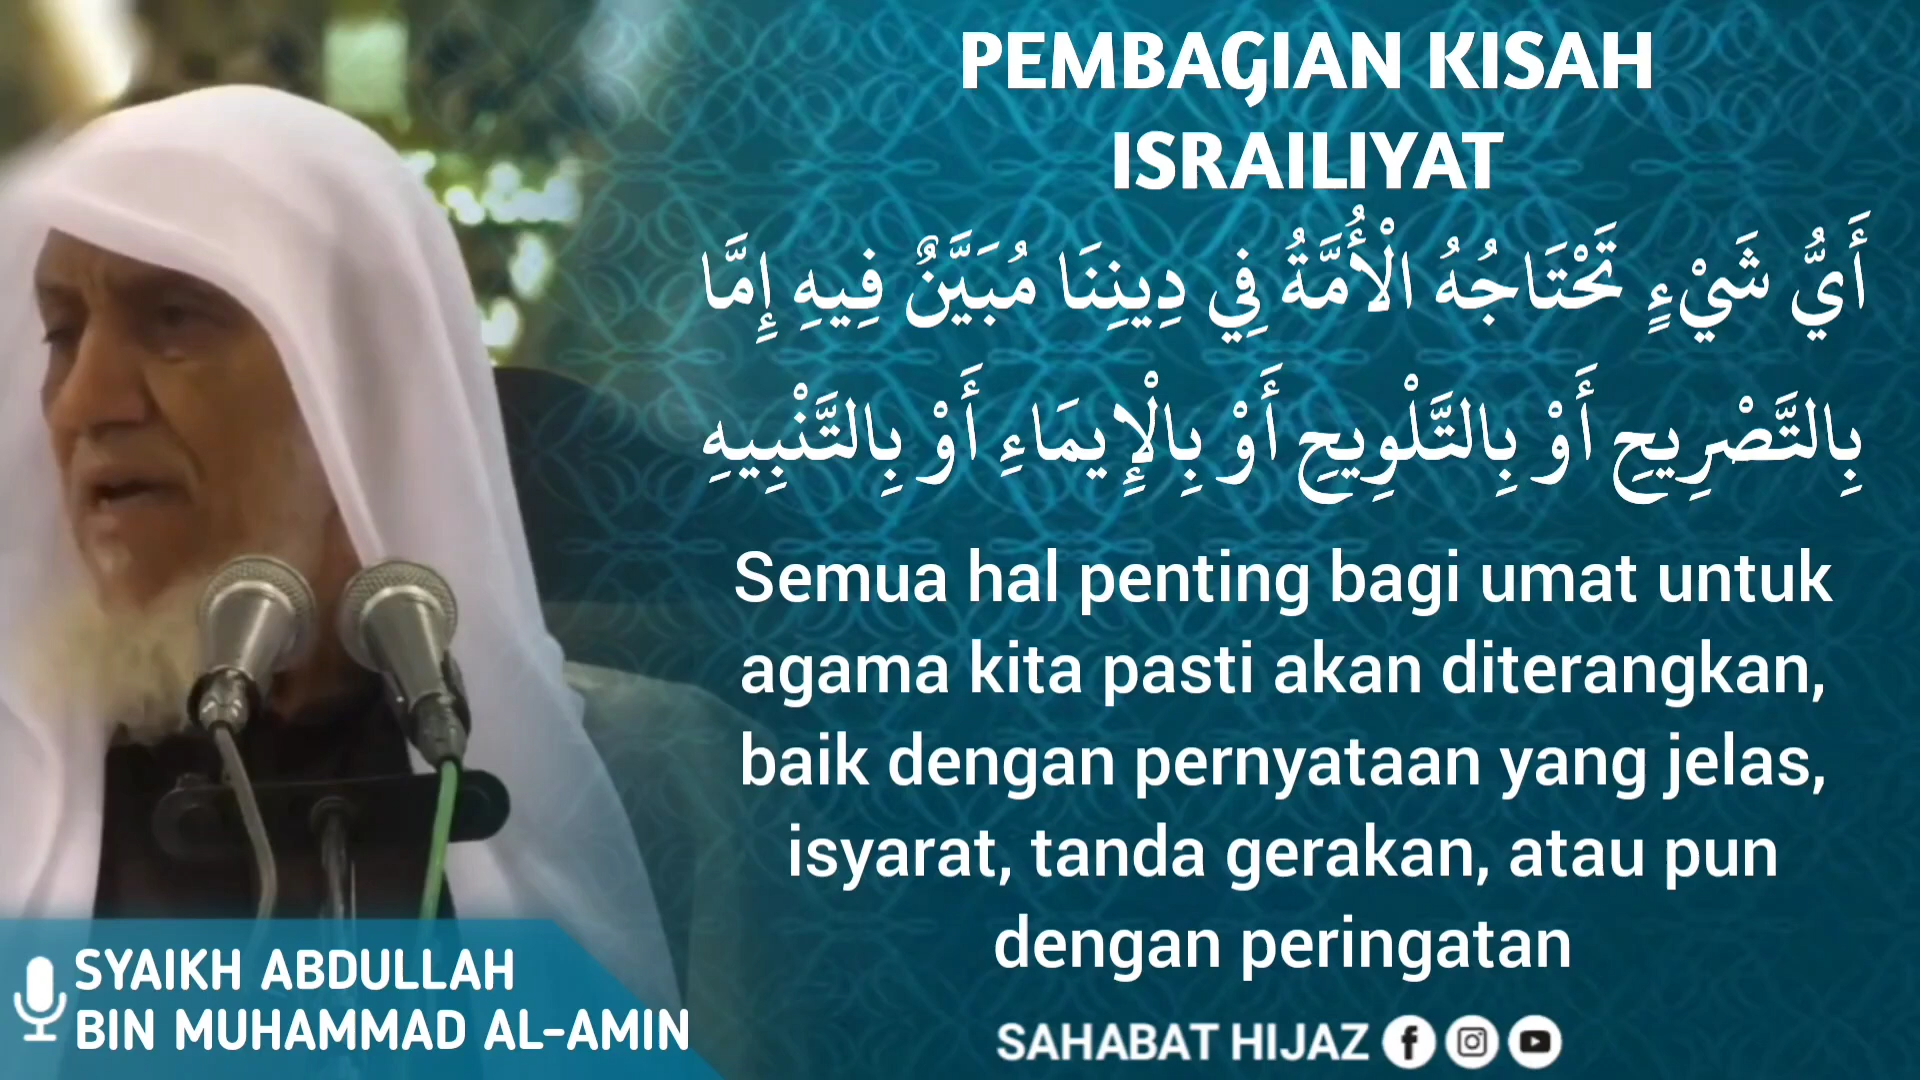 PEMBAGIAN KISAH
ISRAILIYAT
أَيُّ شَيْءٍ تَحْتَاجُهُ الْأُمَّةُ فِي دِينِنَا مُبَيَّنٌ فِيهِ إِمَّا
بِالتَّصْرِيحِ أَوْ بِالتَّلْوِيحِ أَوْ بِالْإِيمَاءِ أَوْ بِالتَّنْبِيهِ
Semua hal penting bagi umat untuk
agama kita pasti akan diterangkan,
baik dengan pernyataan yang jelas,
isyarat, tanda gerakan, atau pun
dengan peringatan
SYAIKH ABDULLAH
BIN MUHAMMAD AL-AMIN
SAHABAT HIJAZ